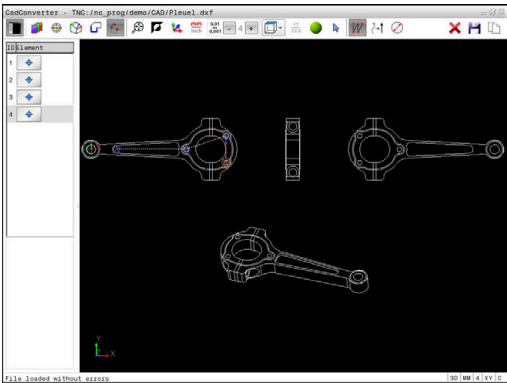 CadConverter - TNC:/nc_prog/demo/CAD/Pleuel.dxf
mm
inch
0,01
0,001
4
ID Element
1
2
3
4
Y
Z X
File loaded without errors
3D MM 4 XY C